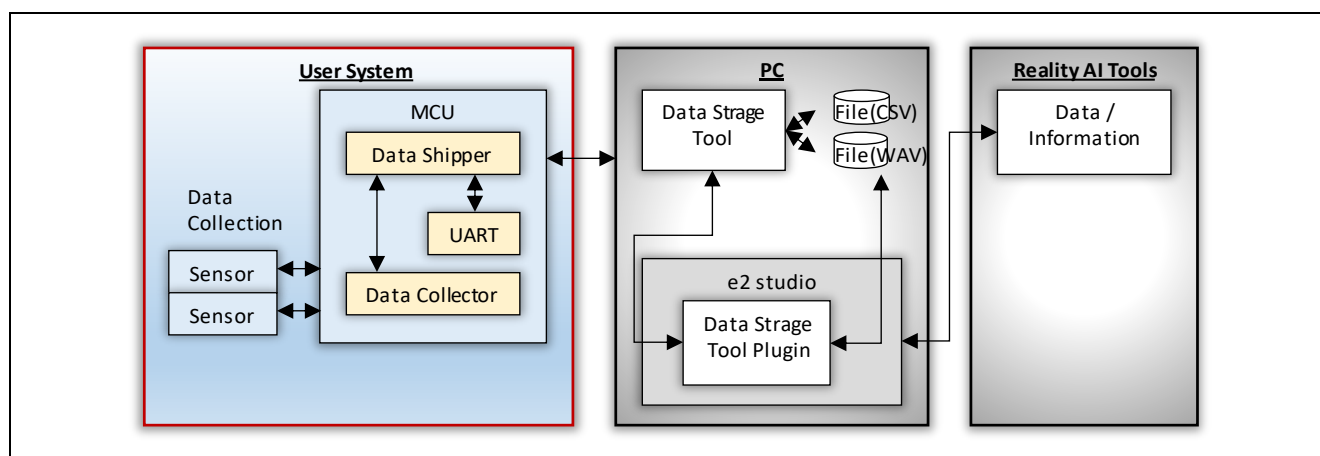 User System
MCU
Data Shipper
UART
Data Collector
Data
Collection
Sensor
Sensor
PC
Data Strage
Tool
File(CSV)
File(WAV)
e2 studio
Data Strage
Tool Plugin
Reality AI Tools
Data /
Information